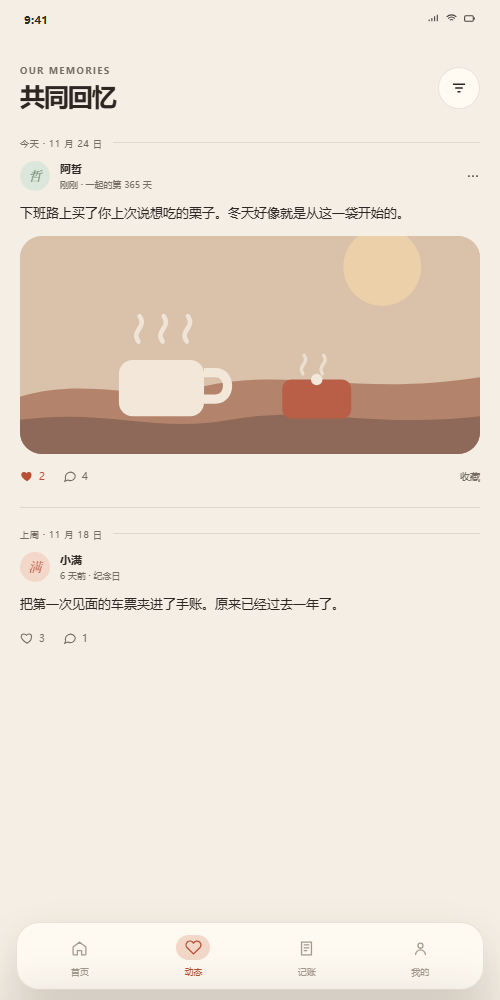 9:41
OUR MEMORIES
共同回忆
今天 · 11 月 24 日
哲
阿哲
刚刚 · 一起的第 365 天
下班路上买了你上次说想吃的栗子。冬天好像就是从这一袋开始的。
2
4
收藏
上周 · 11 月 18 日
满
小满
6 天前 · 纪念日
把第一次见面的车票夹进了手账。原来已经过去一年了。
3
1
首页
动态
记账
我的